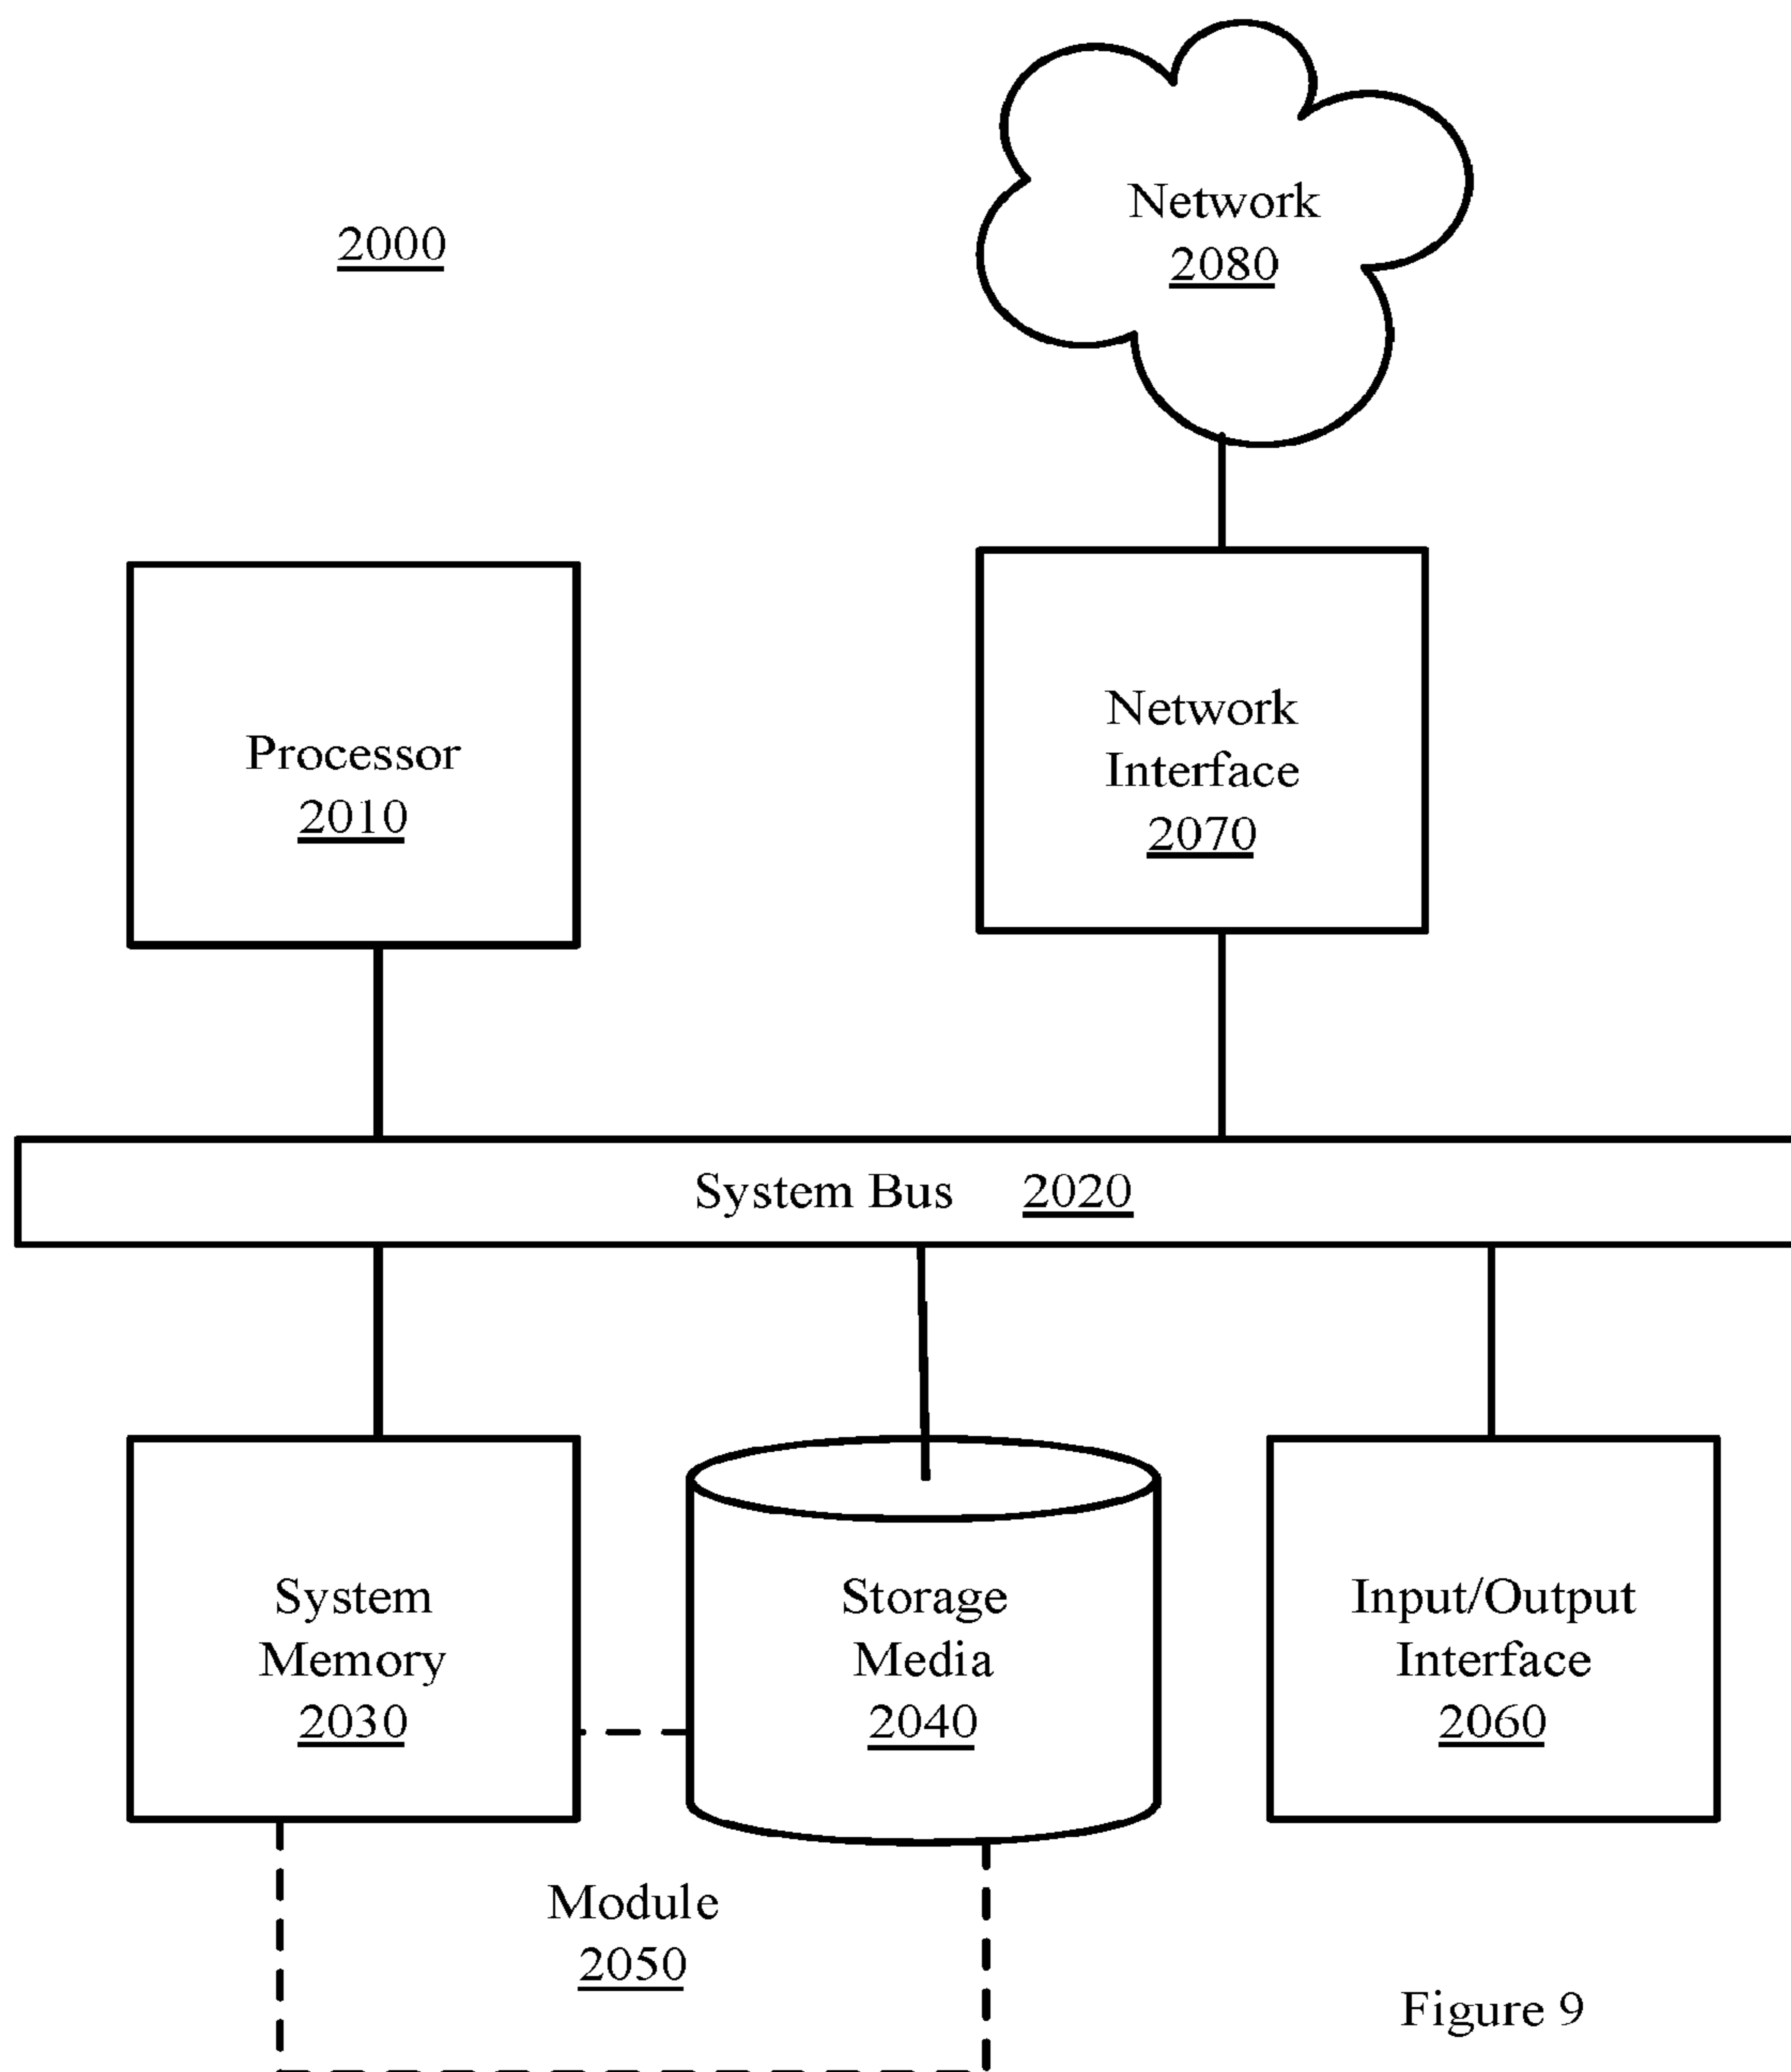 Network
2080
2000
Processor
2010
Network
Interface
2070
System Bus 2020
System
Memory
2030
Storage
Media
2040
Input/Output
Interface
2060
Module
2050
Figure 9